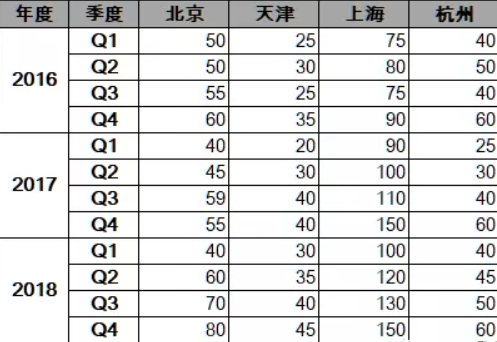 年度 季度 北京 天津 上海 杭州
2016 Q1 50 25 75 40
Q2 50 30 80 50
Q3 55 25 75 40
Q4 60 35 90 60
2017 Q1 40 20 90 25
Q2 45 30 100 30
Q3 59 40 110 40
Q4 55 40 150 60
2018 Q1 40 30 100 40
Q2 60 35 120 45
Q3 70 40 130 50
Q4 80 45 150 60